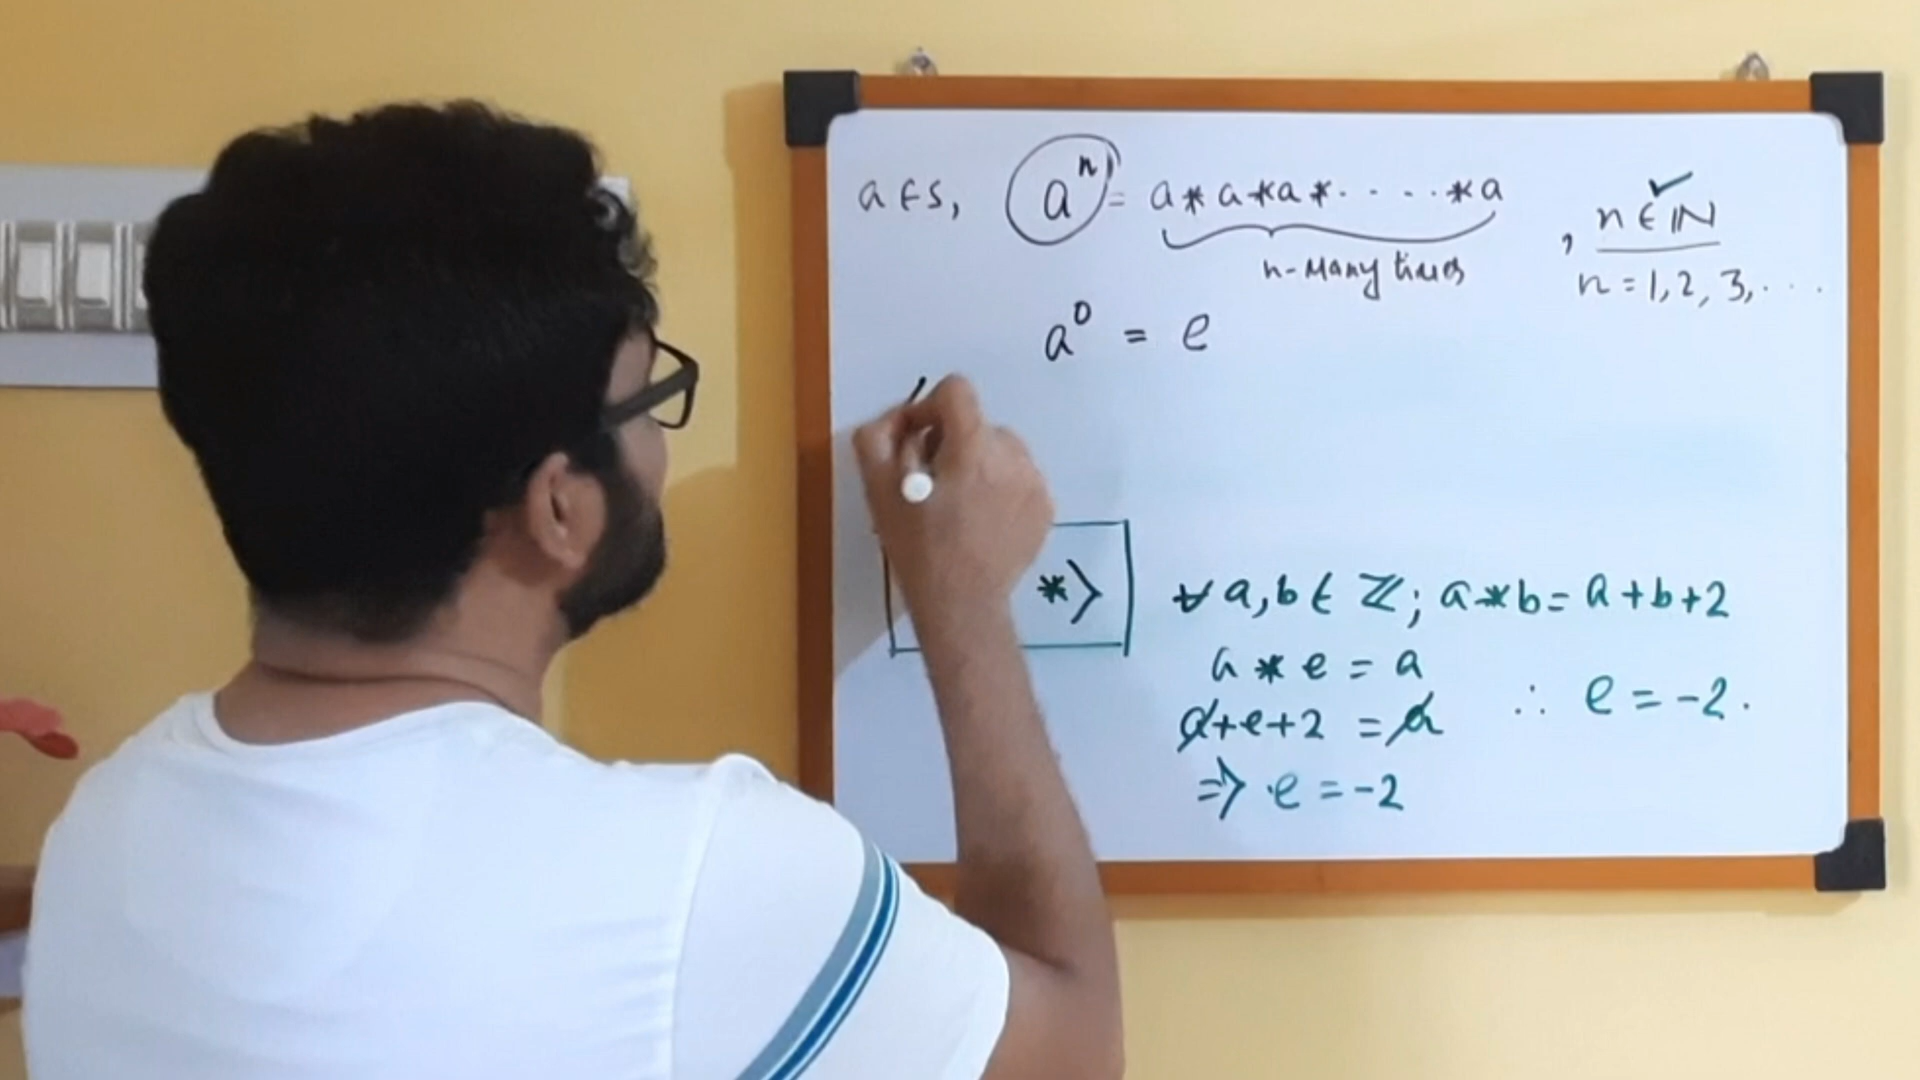 a ∈ S, aⁿ = a * a * a * · · · · · * a , n ∈ ℕ
n-Many times n = 1, 2, 3, · · ·
a⁰ = e
*⟩ ∀ a, b ∈ ℤ; a * b = a + b + 2
a * e = a
a + e + 2 = a ∴ e = -2.
⇒ e = -2